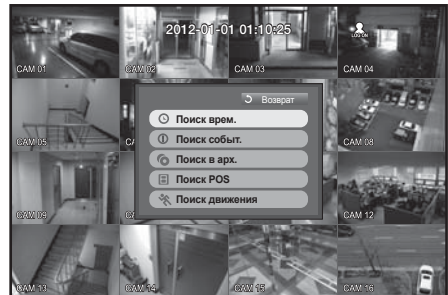 2012-01-01 01:10:25
LOG ON
CAM 01
CAM 02
CAM 03
CAM 04
Возврат
Поиск врем.
Поиск событ.
Поиск в арх.
Поиск POS
Поиск движения
CAM 05
CAM 08
CAM 09
CAM 12
CAM 13
CAM 14
CAM 15
CAM 16